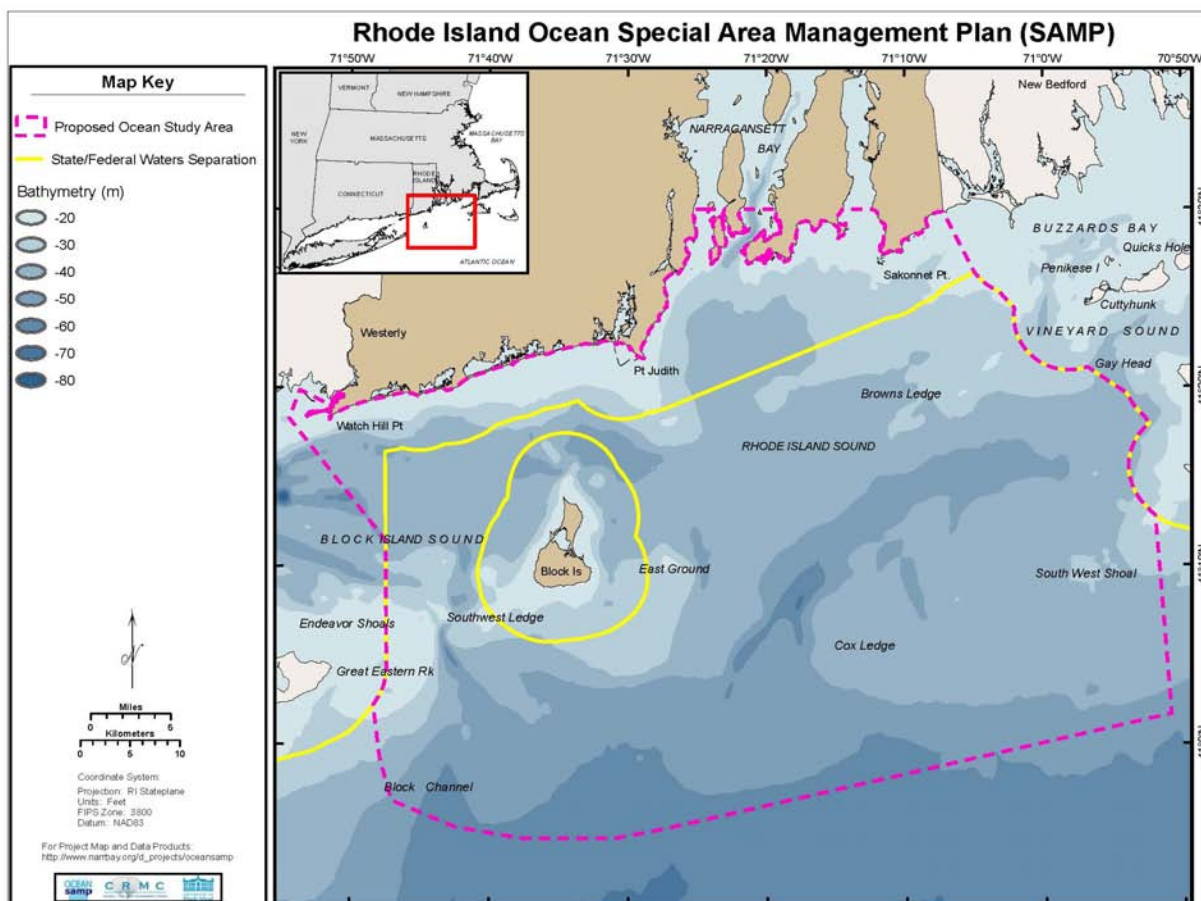 Rhode Island Ocean Special Area Management Plan (SAMP)
Map Key
Proposed Ocean Study Area
State/Federal Waters Separation
Bathymetry (m)
-20
-30
-40
-50
-60
-70
-80
N
Miles
0 5
Kilometers
0 5 10
Coordinate System:
Projection: RI Stateplane
Units: Feet
FIPS Zone: 3800
Datum: NAD83
For Project Map and Data Products:
http://www.narrbay.org/d_projects/oceansamp
OCEAN
samp
C R M C
71°50'W 71°40'W 71°30'W 71°20'W 71°10'W 71°0'W 70°50'W
VERMONT
NEW HAMPSHIRE
NEW
YORK
MASSACHUSETTS
MASSACHUSETTS
BAY
CONNECTICUT
RHODE
ISLAND
ATLANTIC OCEAN
New Bedford
NARRAGANSETT
BAY
BUZZARDS BAY
Quicks Hole
Penikese I
Sakonnet Pt.
Cuttyhunk
VINEYARD SOUND
Westerly
Gay Head
Pt Judith
Browns Ledge
Watch Hill Pt
RHODE ISLAND SOUND
BLOCK ISLAND SOUND
Block Is
East Ground
South West Shoal
Southwest Ledge
Endeavor Shoals
Cox Ledge
Great Eastern Rk
Block Channel